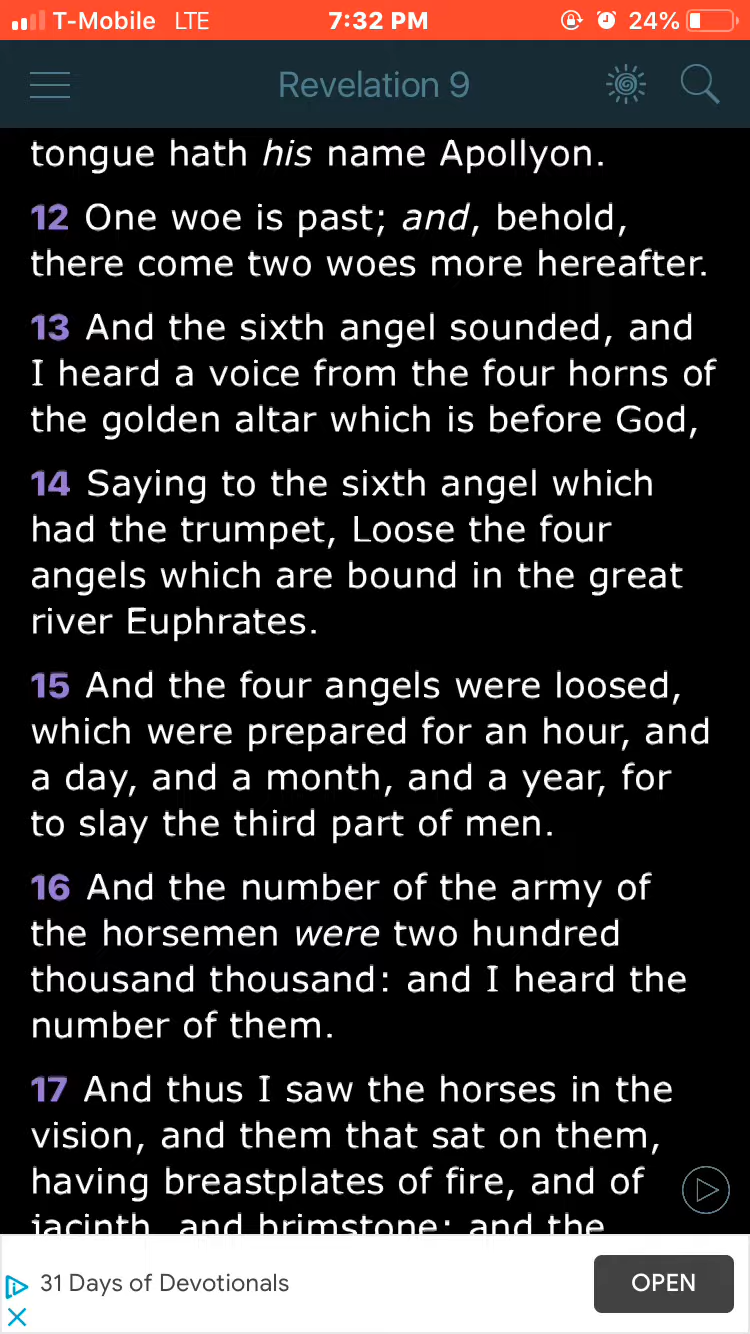 T-Mobile LTE 7:32 PM 24%
Revelation 9
tongue hath his name Apollyon.
12 One woe is past; and, behold,
there come two woes more hereafter.
13 And the sixth angel sounded, and
I heard a voice from the four horns of
the golden altar which is before God,
14 Saying to the sixth angel which
had the trumpet, Loose the four
angels which are bound in the great
river Euphrates.
15 And the four angels were loosed,
which were prepared for an hour, and
a day, and a month, and a year, for
to slay the third part of men.
16 And the number of the army of
the horsemen were two hundred
thousand thousand: and I heard the
number of them.
17 And thus I saw the horses in the
vision, and them that sat on them,
having breastplates of fire, and of
jacinth, and brimstone: and the
31 Days of Devotionals
OPEN